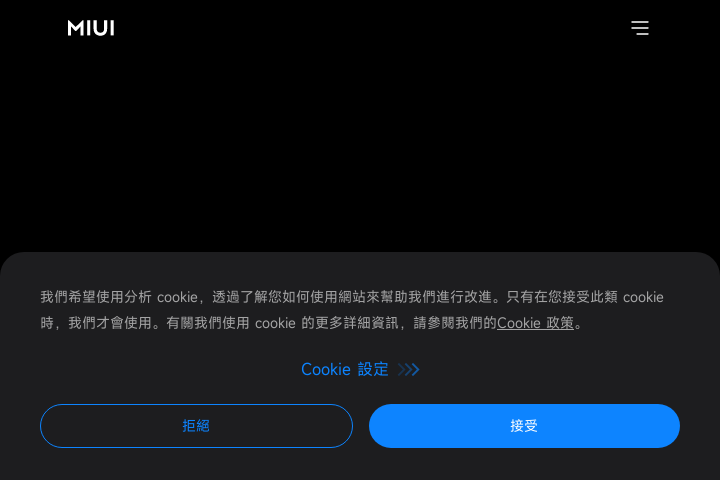 MIUI
我們希望使用分析 cookie，透過了解您如何使用網站來幫助我們進行改進。只有在您接受此類 cookie
時，我們才會使用。有關我們使用 cookie 的更多詳細資訊，請參閱我們的Cookie 政策。
Cookie 設定
拒絕
接受